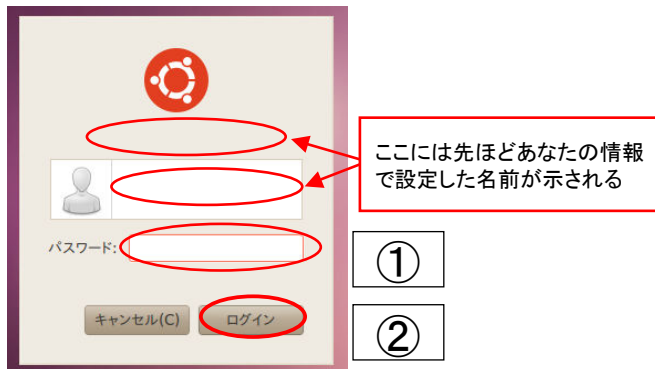 ここには先ほどあなたの情報
で設定した名前が示される
パスワード:
①
キャンセル(C)
ログイン
②